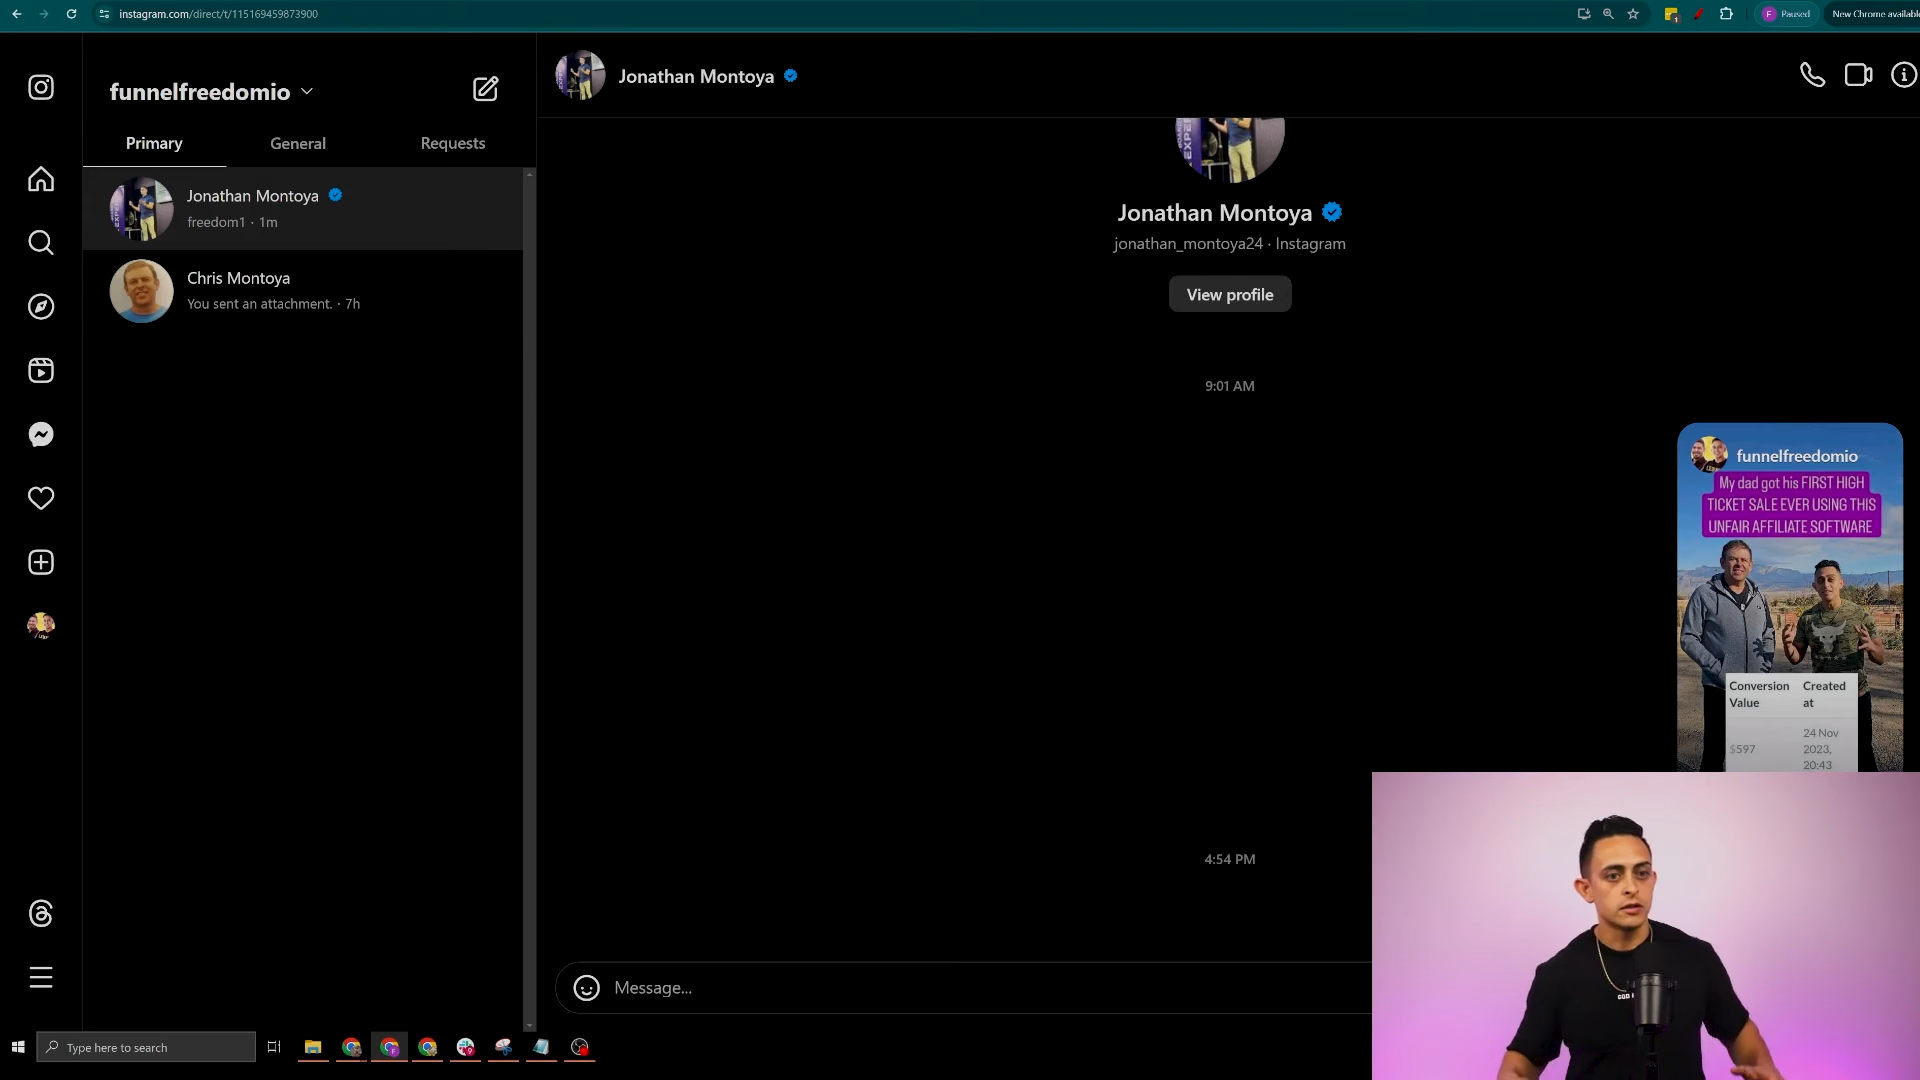 instagram.com/direct/t/115169459873900
Paused
New Chrome available
funnelfreedomio
Primary
General
Requests
Jonathan Montoya
freedom1 · 1m
Chris Montoya
You sent an attachment. · 7h
Jonathan Montoya
Jonathan Montoya
jonathan_montoya24 · Instagram
View profile
9:01 AM
funnelfreedomio
My dad got his FIRST HIGH
TICKET SALE EVER USING THIS
UNFAIR AFFILIATE SOFTWARE
Conversion
Value
Created
at
$597
24 Nov
2023,
20:43
4:54 PM
Message...
Type here to search